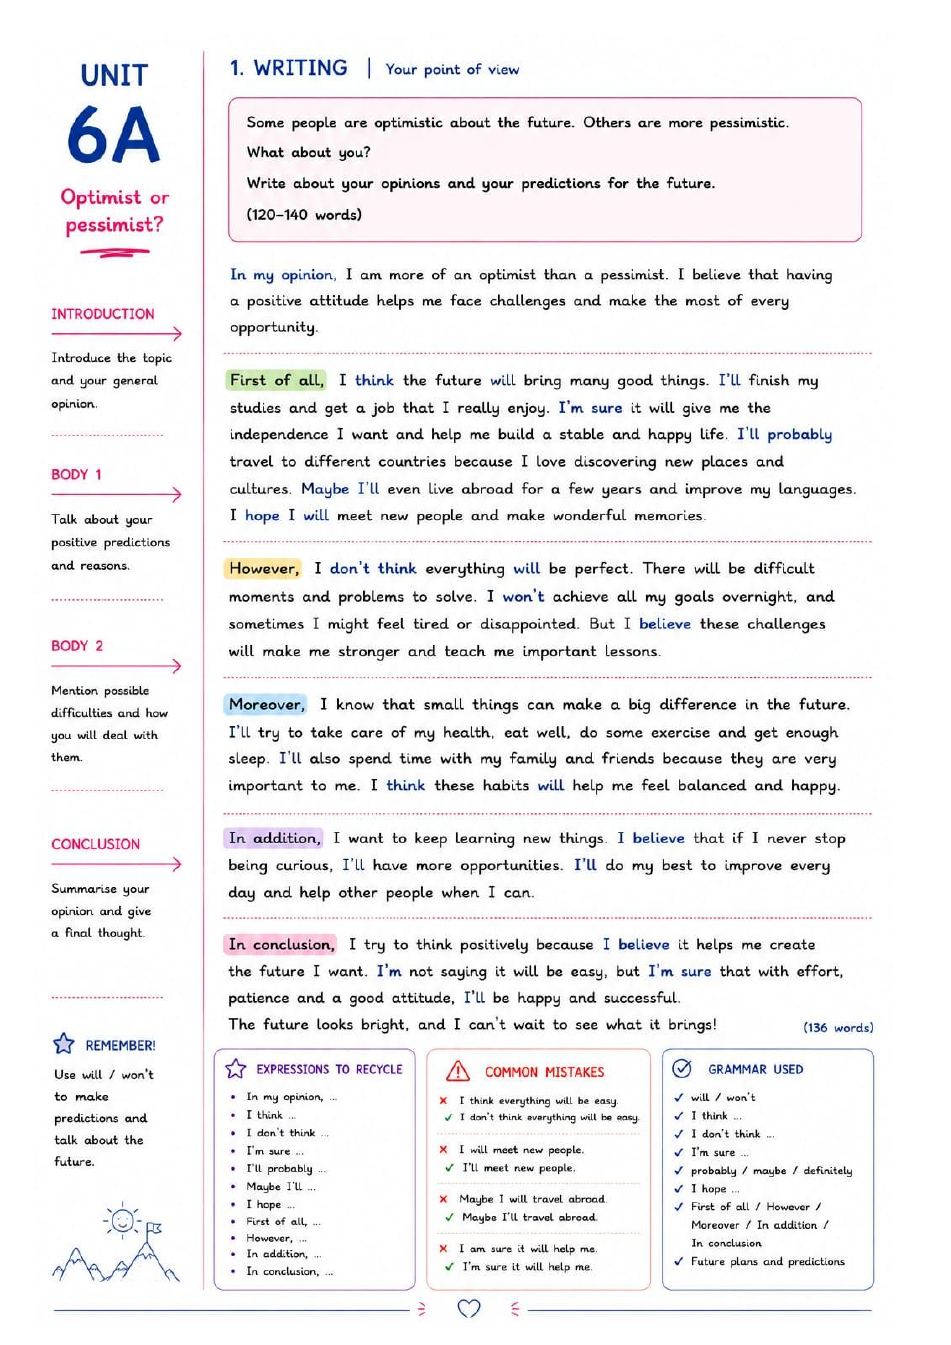 UNIT
6A
Optimist or
pessimist?
INTRODUCTION
Introduce the topic
and your general
opinion.
BODY 1
Talk about your
positive predictions
and reasons.
BODY 2
Mention possible
difficulties and how
you will deal with
them.
CONCLUSION
Summarise your
opinion and give
a final thought.
REMEMBER!
Use will / won't
to make
predictions and
talk about the
future.
1. WRITING | Your point of view
Some people are optimistic about the future. Others are more pessimistic.
What about you?
Write about your opinions and your predictions for the future.
(120–140 words)
In my opinion, I am more of an optimist than a pessimist. I believe that having
a positive attitude helps me face challenges and make the most of every
opportunity.
First of all, I think the future will bring many good things. I'll finish my
studies and get a job that I really enjoy. I'm sure it will give me the
independence I want and help me build a stable and happy life. I'll probably
travel to different countries because I love discovering new places and
cultures. Maybe I'll even live abroad for a few years and improve my languages.
I hope I will meet new people and make wonderful memories.
However, I don't think everything will be perfect. There will be difficult
moments and problems to solve. I won't achieve all my goals overnight, and
sometimes I might feel tired or disappointed. But I believe these challenges
will make me stronger and teach me important lessons.
Moreover, I know that small things can make a big difference in the future.
I'll try to take care of my health, eat well, do some exercise and get enough
sleep. I'll also spend time with my family and friends because they are very
important to me. I think these habits will help me feel balanced and happy.
In addition, I want to keep learning new things. I believe that if I never stop
being curious, I'll have more opportunities. I'll do my best to improve every
day and help other people when I can.
In conclusion, I try to think positively because I believe it helps me create
the future I want. I'm not saying it will be easy, but I'm sure that with effort,
patience and a good attitude, I'll be happy and successful.
The future looks bright, and I can't wait to see what it brings!
(136 words)
EXPRESSIONS TO RECYCLE
• In my opinion, ...
• I think ...
• I don't think ...
• I'm sure ...
• I'll probably ...
• Maybe I'll ...
• I hope ...
• First of all, ...
• However, ...
• In addition, ...
• In conclusion, ...
COMMON MISTAKES
✗ I think everything will be easy.
✓ I don't think everything will be easy.
✗ I will meet new people.
✓ I'll meet new people.
✗ Maybe I will travel abroad.
✓ Maybe I'll travel abroad.
✗ I am sure it will help me.
✓ I'm sure it will help me.
GRAMMAR USED
✓ will / won't
✓ I think ...
✓ I don't think ...
✓ I'm sure ...
✓ probably / maybe / definitely
✓ I hope ...
✓ First of all / However /
Moreover / In addition /
In conclusion
✓ Future plans and predictions